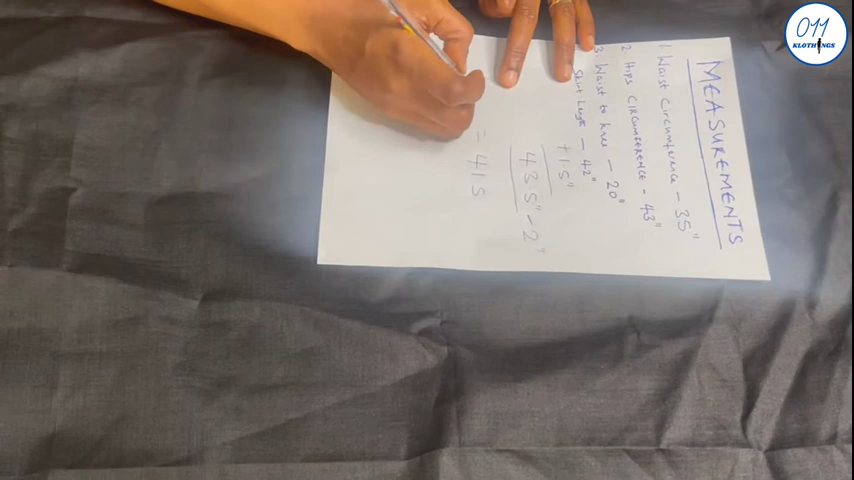 MEASUREMENTS
1. Waist Circumference - 35"
2. HIPS CIRCUMFERENCE - 43"
3. Waist to knee - 20"
Skirt Length - 42"
+1.5"
43.5" - 2"
= 41.5
011
KLOTHINGS